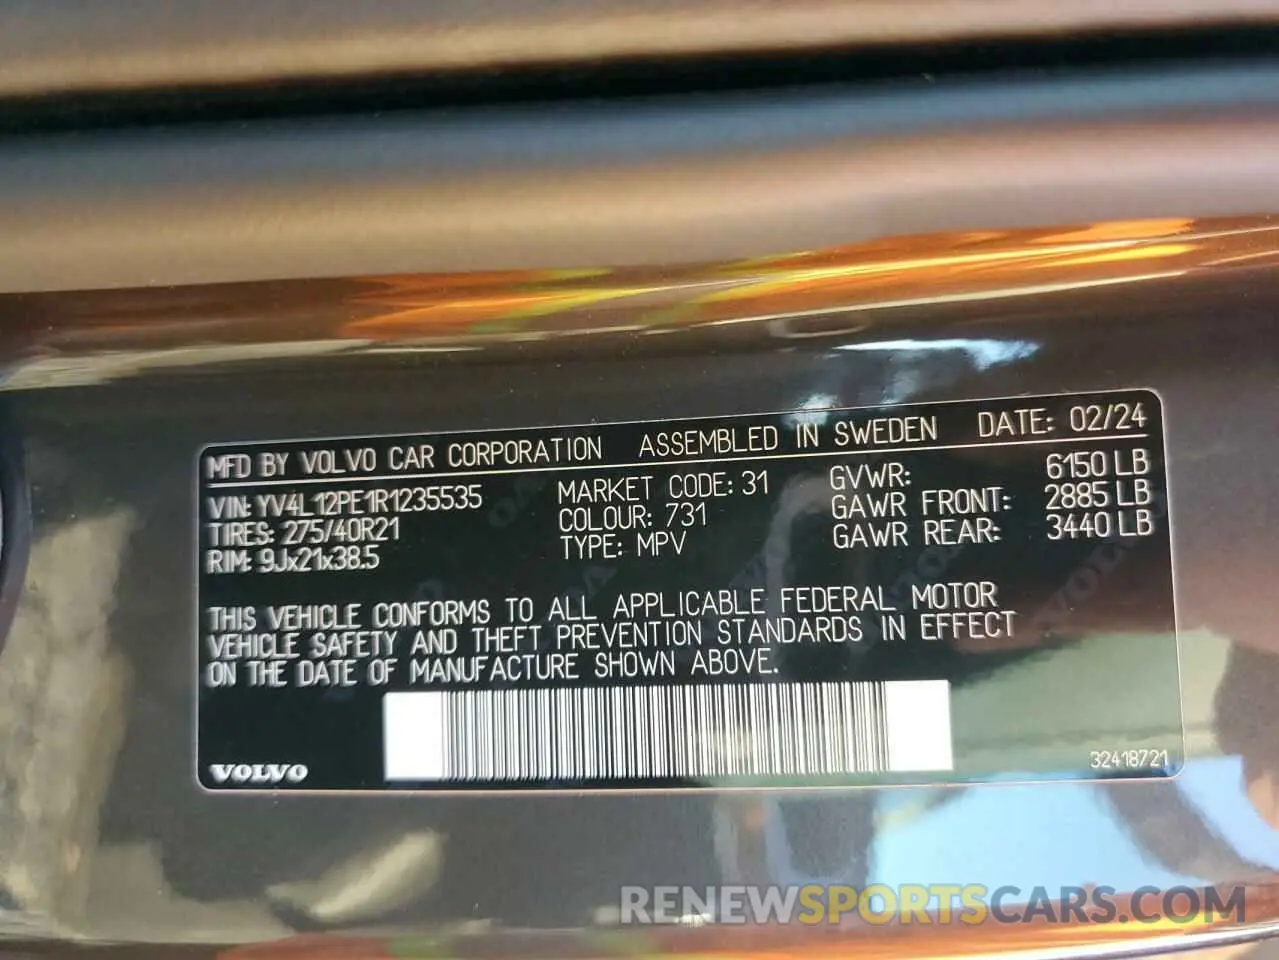 MFD BY VOLVO CAR CORPORATION ASSEMBLED IN SWEDEN DATE: 02/24
VIN: YV4L12PE1R1235535 MARKET CODE: 31 GVWR: 6150 LB
TIRES: 275/40R21 COLOUR: 731 GAWR FRONT: 2885 LB
RIM: 9Jx21x38.5 TYPE: MPV GAWR REAR: 3440 LB
THIS VEHICLE CONFORMS TO ALL APPLICABLE FEDERAL MOTOR
VEHICLE SAFETY AND THEFT PREVENTION STANDARDS IN EFFECT
ON THE DATE OF MANUFACTURE SHOWN ABOVE.
VOLVO 32418721
RENEWSPORTSCARS.COM